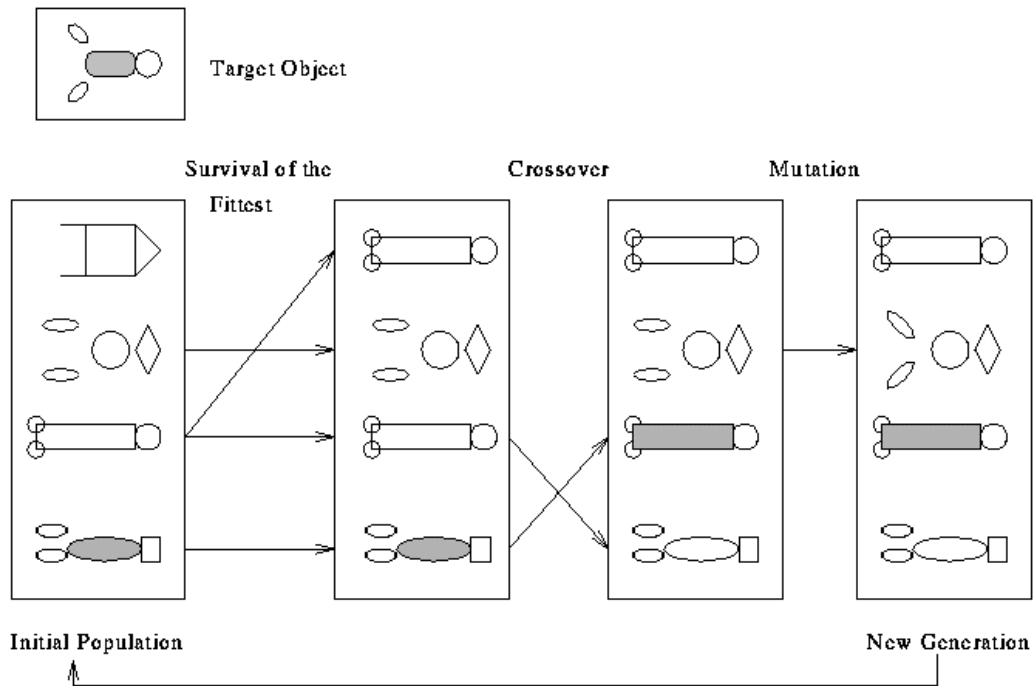 Target Object
Survival of the
Fittest
Crossover
Mutation
Initial Population
New Generation